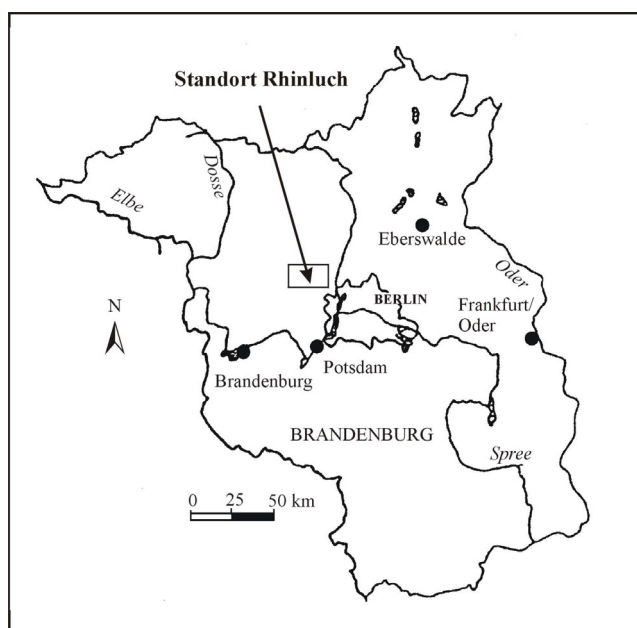 Standort Rhinluch
Dosse
Elbe
Eberswalde
Oder
BERLIN
Frankfurt/
Oder
N
Brandenburg
Potsdam
BRANDENBURG
Spree
0 25 50 km